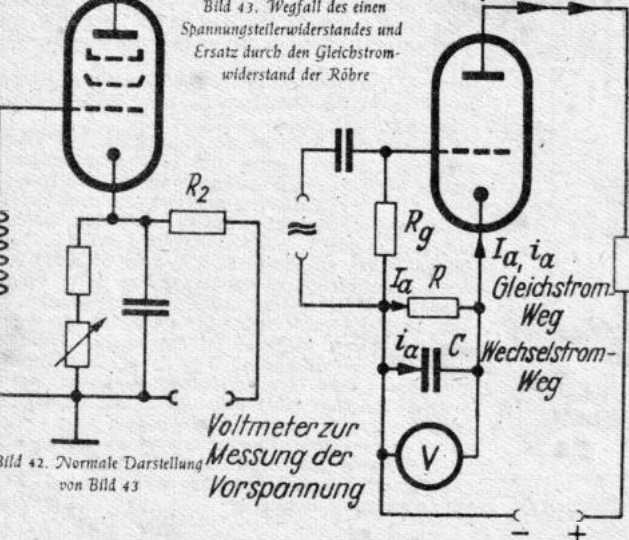 Bild 43. Wegfall des einen
Spannungsteilerwiderstandes und
Ersatz durch den Gleichstrom-
widerstand der Röhre
R2
Rg
Ia R
ia C
Ia, ia
Gleichstrom
Weg
Wechselstrom-
Weg
≈
V
Voltmeter zur
Messung der
Vorspannung
- +
Bild 42. Normale Darstellung
von Bild 43